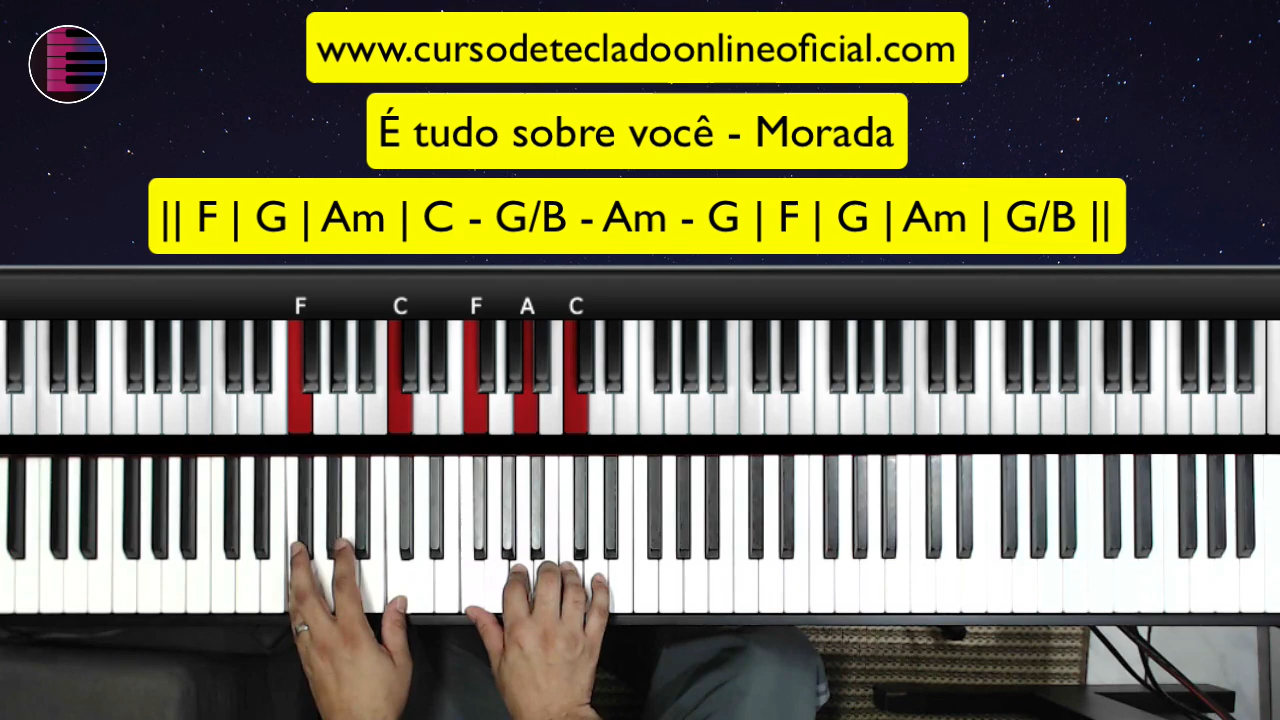 www.cursodetecladoonlineoficial.com
É tudo sobre você - Morada
|| F | G | Am | C - G/B - Am - G | F | G | Am | G/B ||
F C F A C